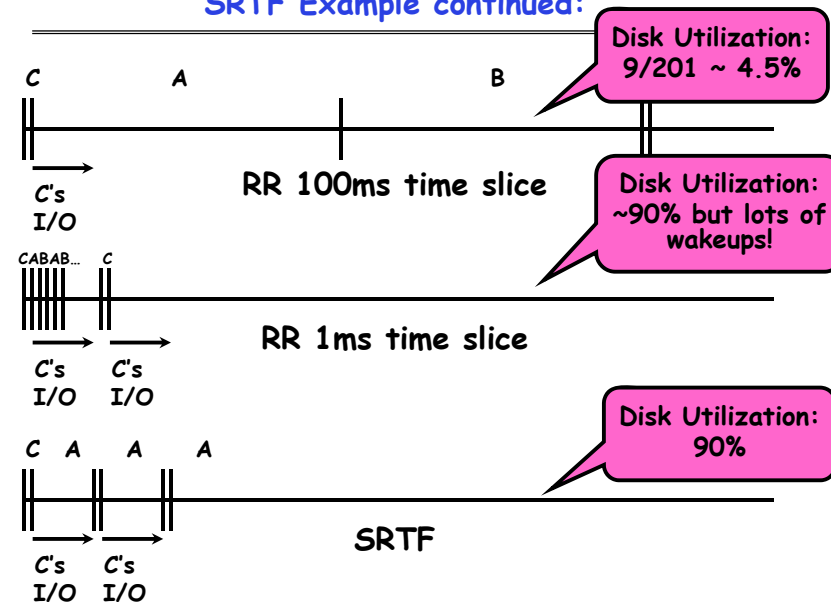 SRTF Example continued:
Disk Utilization:
9/201 ~ 4.5%
C
A
B
C's
I/O
RR 100ms time slice
Disk Utilization:
~90% but lots of
wakeups!
CABAB...
C
C's
I/O
C's
I/O
RR 1ms time slice
Disk Utilization:
90%
C
A
A
A
C's
I/O
C's
I/O
SRTF